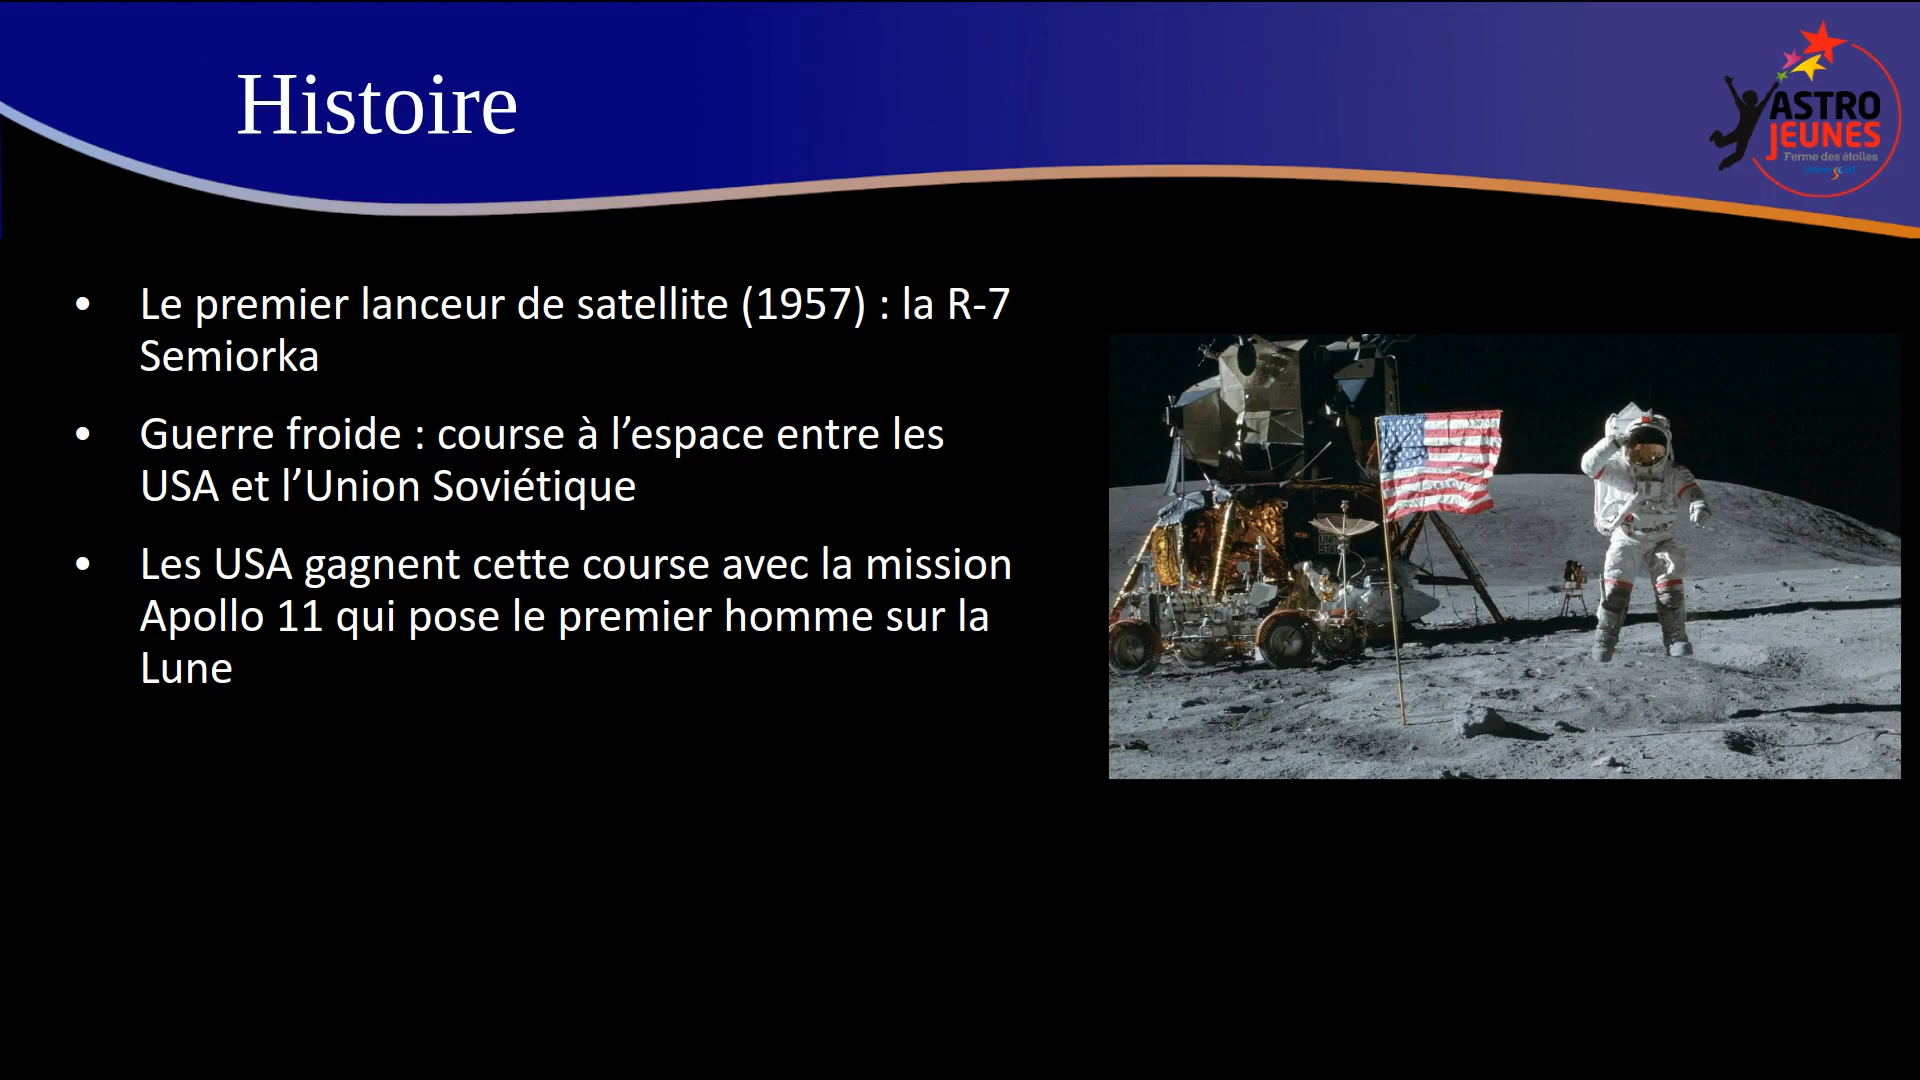 Histoire
ASTRO
JEUNES
Ferme des étoiles
• Le premier lanceur de satellite (1957) : la R-7
Semiorka
• Guerre froide : course à l’espace entre les
USA et l’Union Soviétique
• Les USA gagnent cette course avec la mission
Apollo 11 qui pose le premier homme sur la
Lune